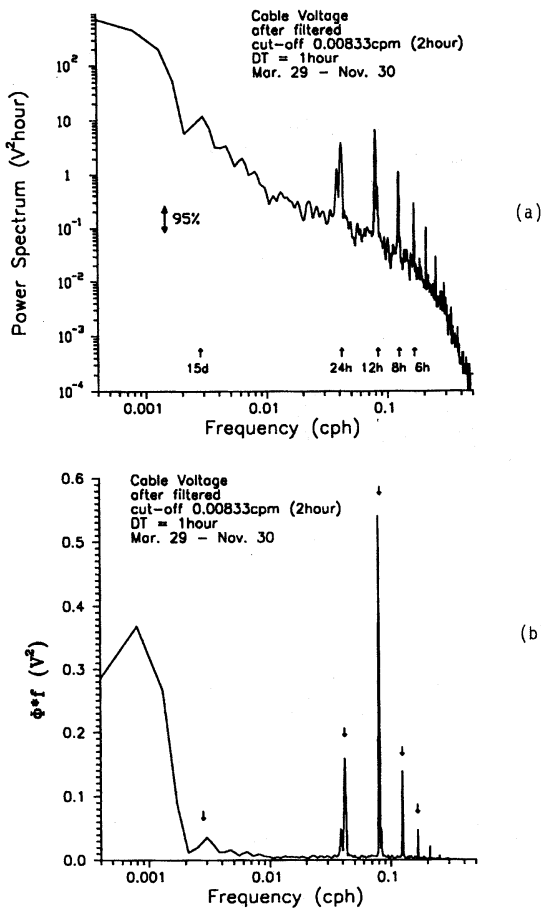 Cable Voltage
after filtered
cut-off 0.00833cpm (2hour)
DT = 1hour
Mar. 29 - Nov. 30
Power Spectrum (V²hour)
10²
10
1
10⁻¹
10⁻²
10⁻³
10⁻⁴
95%
(a)
↑ ↑ ↑ ↑ ↑
15d 24h 12h 8h 6h
0.001 0.01 0.1
Frequency (cph)
Cable Voltage
after filtered
cut-off 0.00833cpm (2hour)
DT = 1hour
Mar. 29 - Nov. 30
Φ*f (V²)
0.6
0.5
0.4
0.3
0.2
0.1
0.0
(b
0.001 0.01 0.1
Frequency (cph)